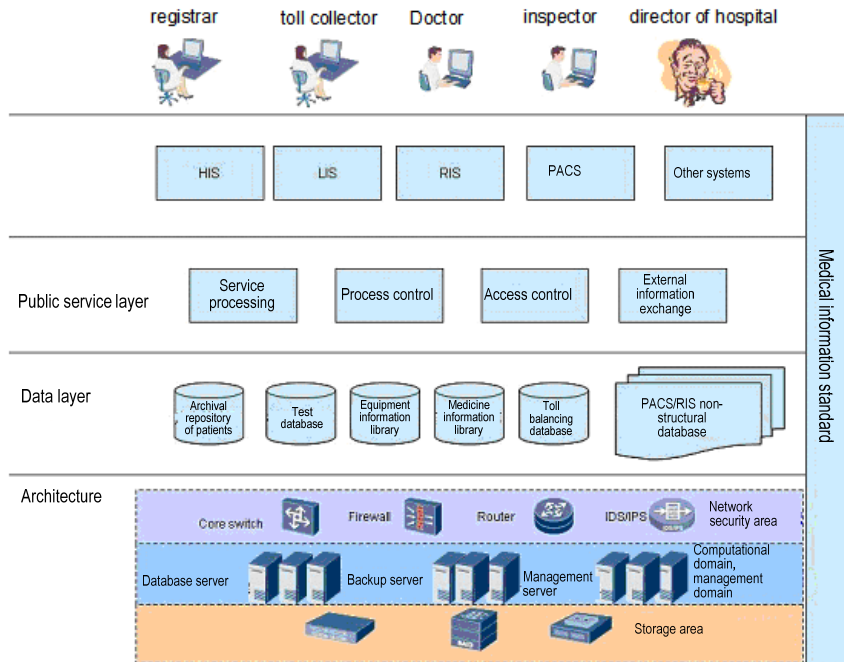 registrar
toll collector
Doctor
inspector
director of hospital
HIS
LIS
RIS
PACS
Other systems
Public service layer
Service
processing
Process control
Access control
External
information
exchange
Data layer
Archival
repository
of patients
Test
database
Equipment
information
library
Medicine
information
library
Toll
balancing
database
PACS/RIS non-
structural
database
Medical information standard
Architecture
Core switch
Firewall
Router
IDS/IPS
IDS/IPS
Network
security area
Database server
Backup server
Management
server
Computational
domain,
management
domain
Storage area